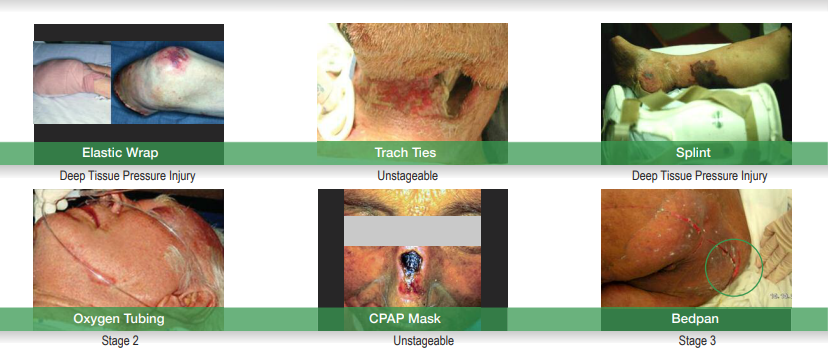 Elastic Wrap
Trach Ties
Splint
Deep Tissue Pressure Injury
Unstageable
Deep Tissue Pressure Injury
Oxygen Tubing
CPAP Mask
Bedpan
Stage 2
Unstageable
Stage 3